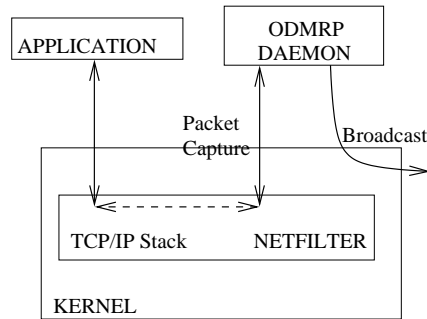 APPLICATION
ODMRP
DAEMON
Packet
Capture
Broadcast
TCP/IP Stack
NETFILTER
KERNEL